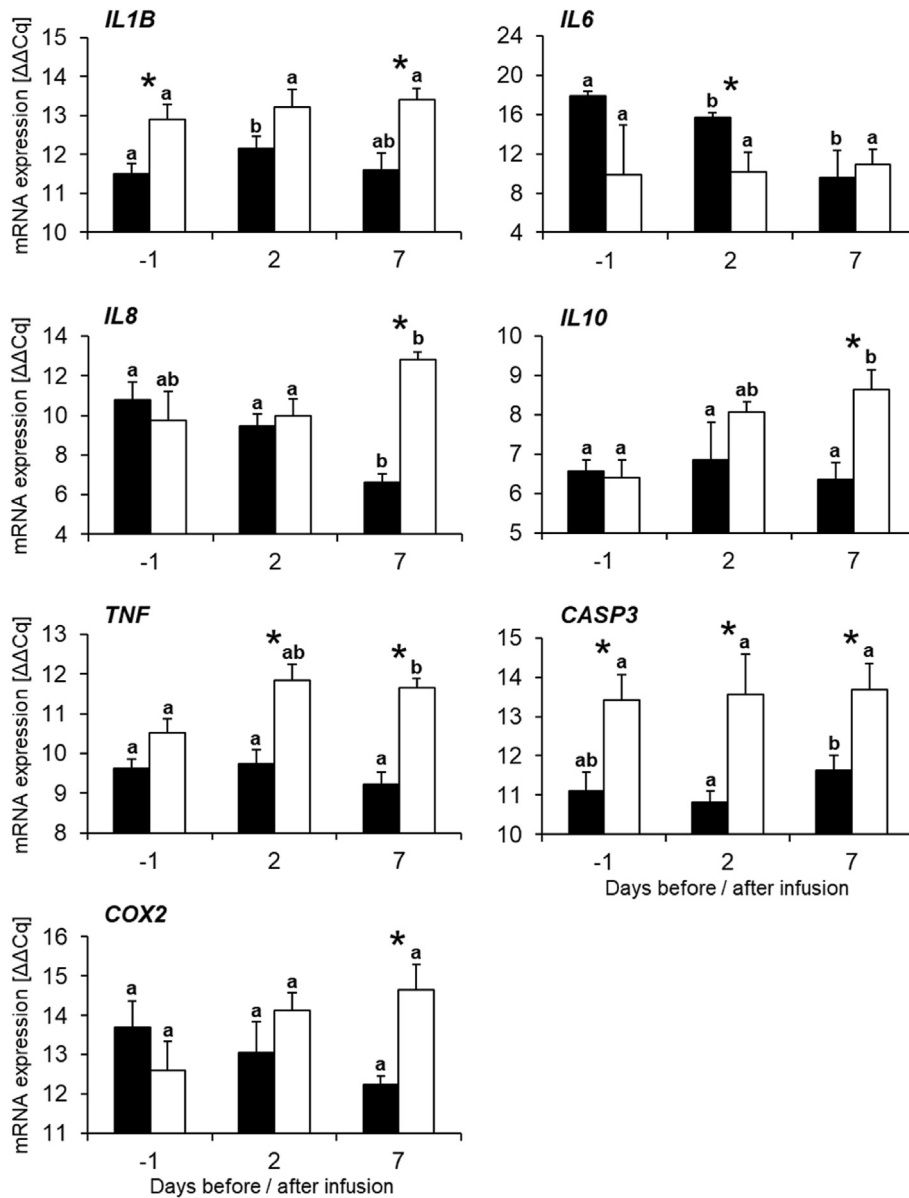 IL1B
mRNA expression [ΔΔCq]
15
14
13
12
11
10
* a a
a b
* a ab
-1 2 7
IL6
24
20
16
12
8
4
a a
b * a
b a
-1 2 7
IL8
mRNA expression [ΔΔCq]
14
12
10
8
6
4
a ab
a a
* b b
-1 2 7
IL10
10
9
8
7
6
5
a a
a ab
* b a
-1 2 7
TNF
mRNA expression [ΔΔCq]
13
12
11
10
9
8
a a
* ab a
* b a
-1 2 7
CASP3
15
14
13
12
11
10
* a ab
* a a
* a b
-1 2 7
Days before / after infusion
COX2
mRNA expression [ΔΔCq]
16
15
14
13
12
11
a a
a a
* a a
-1 2 7
Days before / after infusion